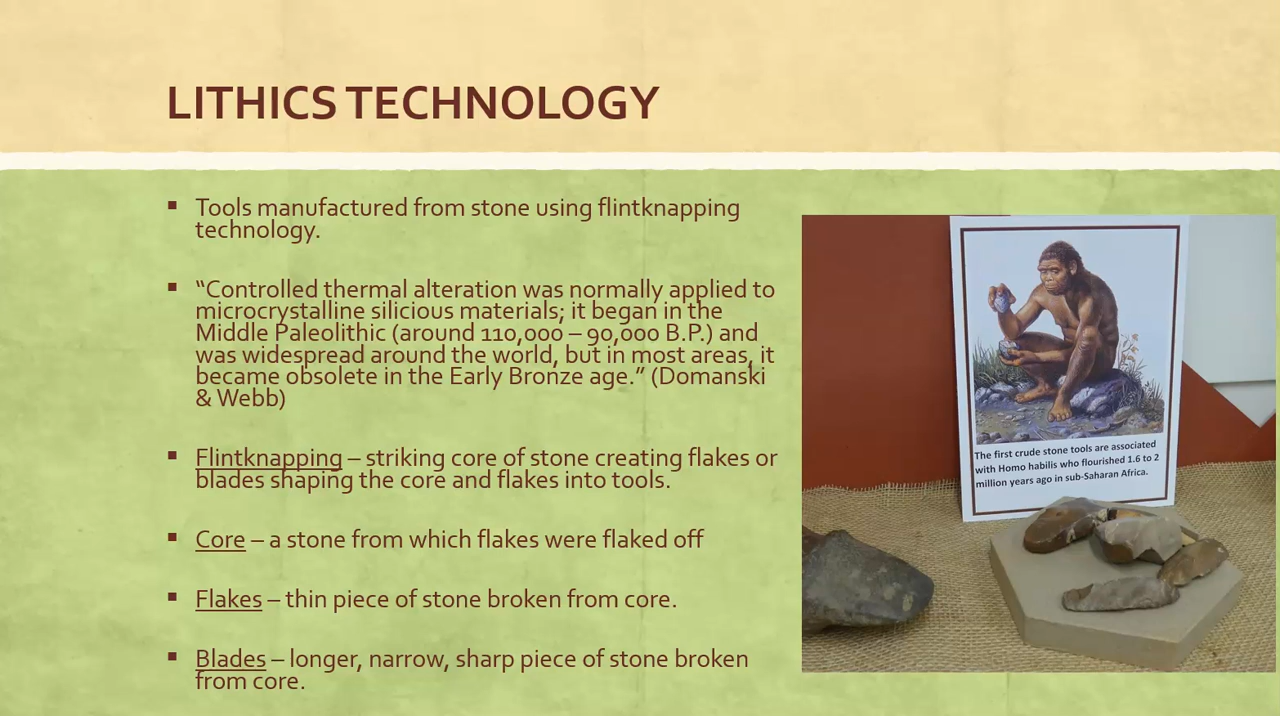 LITHICS TECHNOLOGY
▪ Tools manufactured from stone using flintknapping
technology.
▪ “Controlled thermal alteration was normally applied to
microcrystalline silicious materials; it began in the
Middle Paleolithic (around 110,000 – 90,000 B.P.) and
was widespread around the world, but in most areas, it
became obsolete in the Early Bronze age.” (Domanski
& Webb)
▪ Flintknapping – striking core of stone creating flakes or
blades shaping the core and flakes into tools.
▪ Core – a stone from which flakes were flaked off
▪ Flakes – thin piece of stone broken from core.
▪ Blades – longer, narrow, sharp piece of stone broken
from core.
The first crude stone tools are associated
with Homo habilis who flourished 1.6 to 2
million years ago in sub-Saharan Africa.